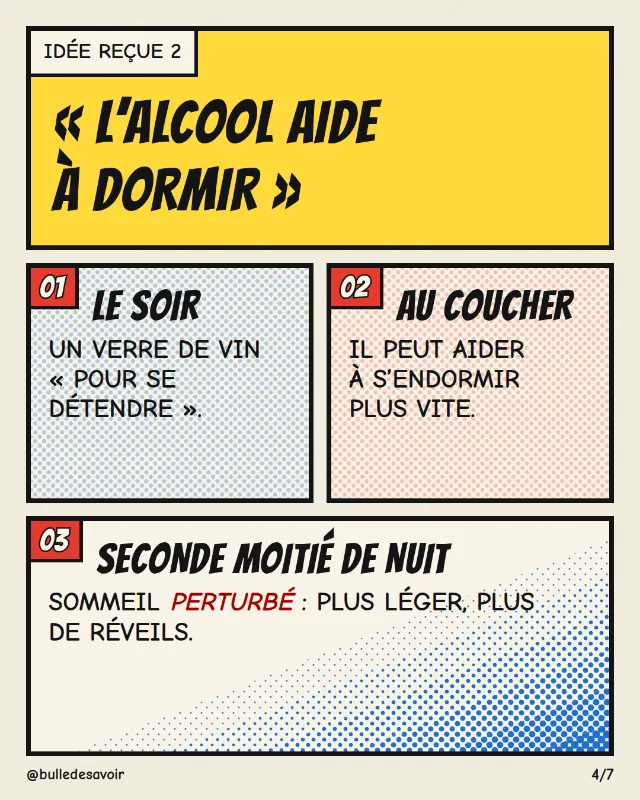 IDÉE REÇUE 2
« L'ALCOOL AIDE
À DORMIR »
01
LE SOIR
UN VERRE DE VIN
« POUR SE
DÉTENDRE ».
02
AU COUCHER
IL PEUT AIDER
À S'ENDORMIR
PLUS VITE.
03
SECONDE MOITIÉ DE NUIT
SOMMEIL PERTURBÉ : PLUS LÉGER, PLUS
DE RÉVEILS.
@bulledesavoir
4/7